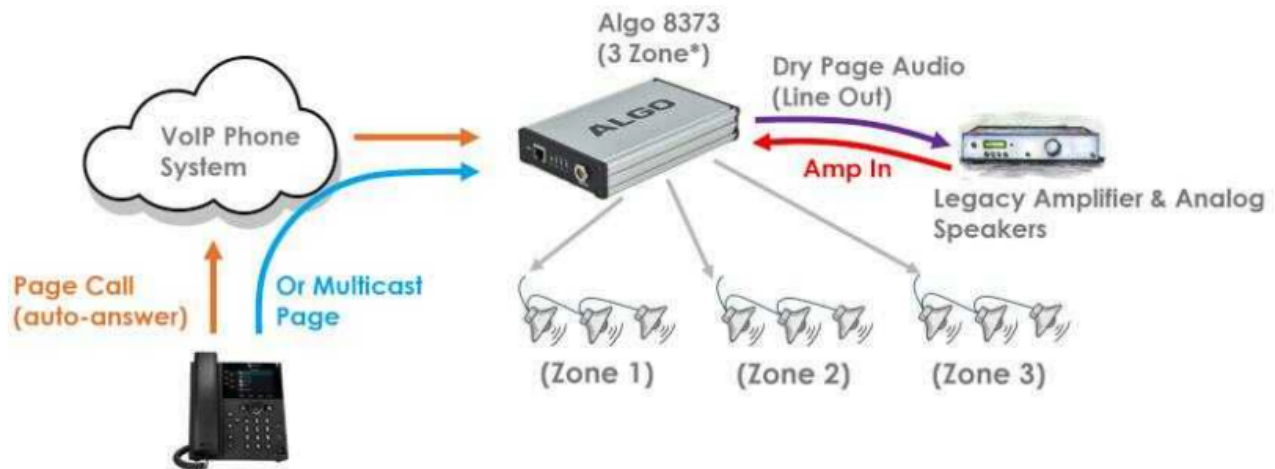 Algo 8373
(3 Zone*)
ALGO
Dry Page Audio
(Line Out)
VoIP Phone
System
Amp In
Legacy Amplifier & Analog
Speakers
Page Call
(auto-answer)
Or Multicast
Page
(Zone 1)
(Zone 2)
(Zone 3)